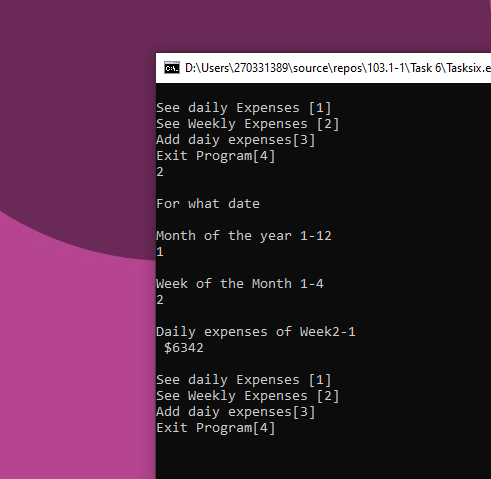 D:\Users\270331389\source\repos\103.1-1\Task 6\Tasksix.e
See daily Expenses [1]
See Weekly Expenses [2]
Add daiy expenses[3]
Exit Program[4]
2
For what date
Month of the year 1-12
1
Week of the Month 1-4
2
Daily expenses of Week2-1
$6342
See daily Expenses [1]
See Weekly Expenses [2]
Add daiy expenses[3]
Exit Program[4]